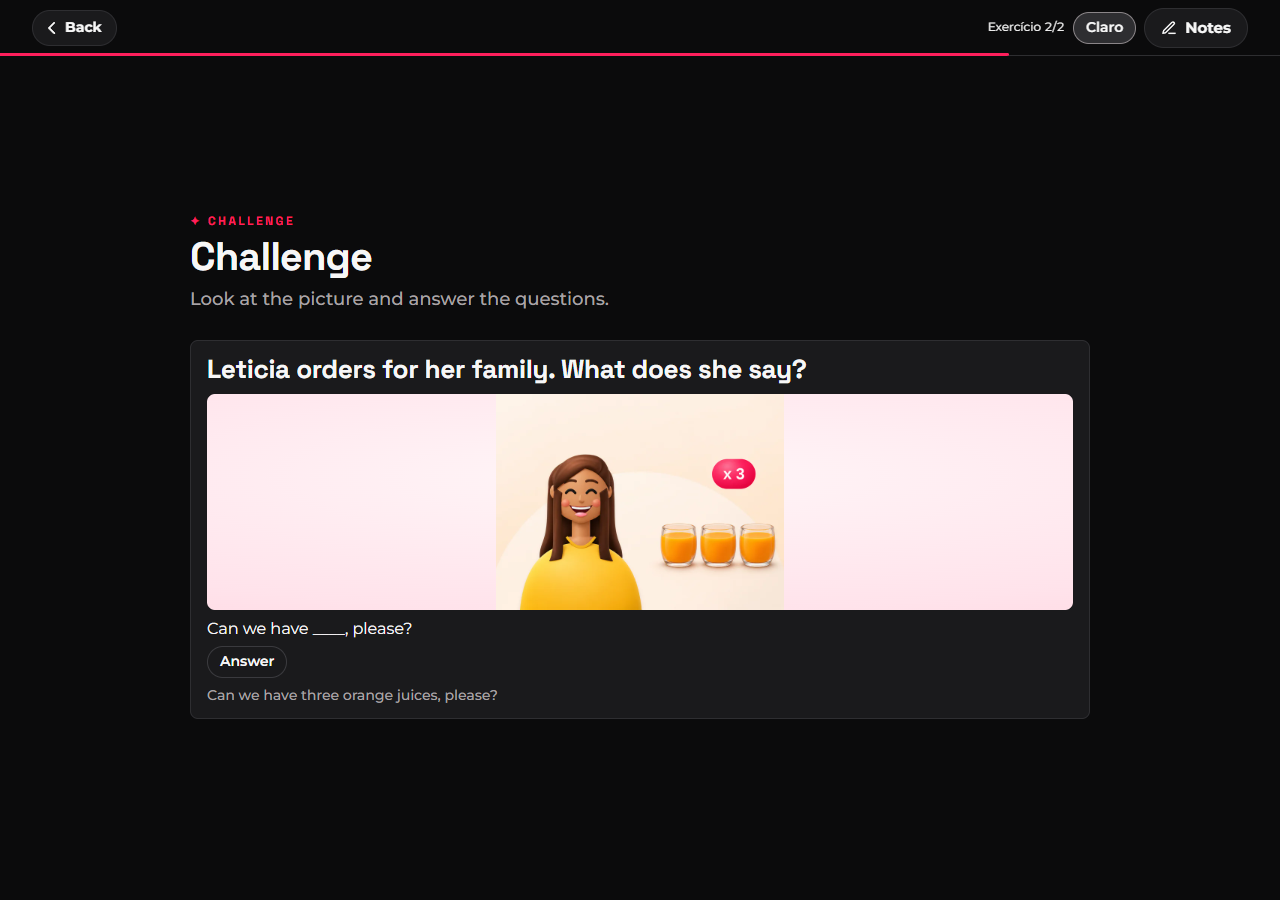 Back
Exercício 2/2
Claro
Notes
✦ CHALLENGE
Challenge
Look at the picture and answer the questions.
Leticia orders for her family. What does she say?
x 3
Can we have ____, please?
Answer
Can we have three orange juices, please?